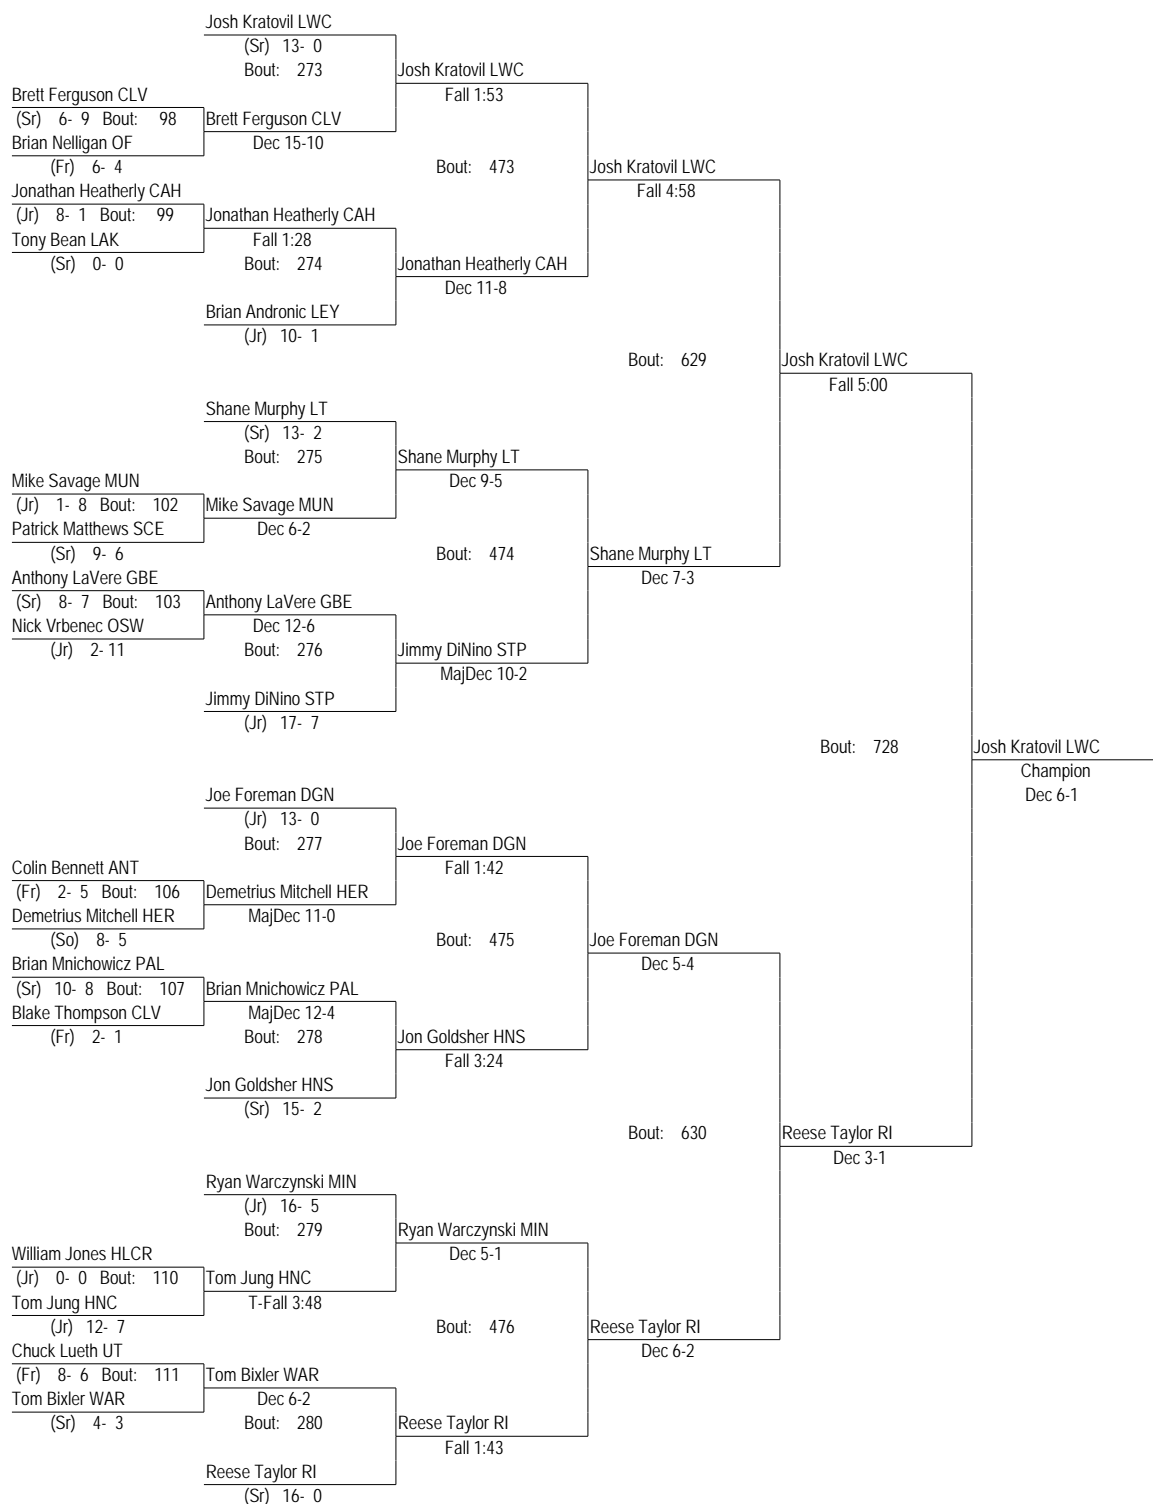 Josh Kratovil LWC
(Sr) 13- 0
Bout: 273
Josh Kratovil LWC
Fall 1:53
Brett Ferguson CLV
(Sr) 6- 9 Bout: 98
Brett Ferguson CLV
Dec 15-10
Brian Nelligan OF
(Fr) 6- 4
Bout: 473
Josh Kratovil LWC
Fall 4:58
Jonathan Heatherly CAH
(Jr) 8- 1 Bout: 99
Jonathan Heatherly CAH
Fall 1:28
Tony Bean LAK
(Sr) 0- 0
Bout: 274
Jonathan Heatherly CAH
Dec 11-8
Brian Andronic LEY
(Jr) 10- 1
Bout: 629
Josh Kratovil LWC
Fall 5:00
Shane Murphy LT
(Sr) 13- 2
Bout: 275
Shane Murphy LT
Dec 9-5
Mike Savage MUN
(Jr) 1- 8 Bout: 102
Mike Savage MUN
Dec 6-2
Patrick Matthews SCE
(Sr) 9- 6
Bout: 474
Shane Murphy LT
Dec 7-3
Anthony LaVere GBE
(Sr) 8- 7 Bout: 103
Anthony LaVere GBE
Dec 12-6
Nick Vrbenec OSW
(Jr) 2- 11
Bout: 276
Jimmy DiNino STP
MajDec 10-2
Jimmy DiNino STP
(Jr) 17- 7
Bout: 728
Josh Kratovil LWC
Champion
Dec 6-1
Joe Foreman DGN
(Jr) 13- 0
Bout: 277
Joe Foreman DGN
Fall 1:42
Colin Bennett ANT
(Fr) 2- 5 Bout: 106
Demetrius Mitchell HER
MajDec 11-0
Demetrius Mitchell HER
(So) 8- 5
Bout: 475
Joe Foreman DGN
Dec 5-4
Brian Mnichowicz PAL
(Sr) 10- 8 Bout: 107
Brian Mnichowicz PAL
MajDec 12-4
Blake Thompson CLV
(Fr) 2- 1
Bout: 278
Jon Goldsher HNS
Fall 3:24
Jon Goldsher HNS
(Sr) 15- 2
Bout: 630
Reese Taylor RI
Dec 3-1
Ryan Warczynski MIN
(Jr) 16- 5
Bout: 279
Ryan Warczynski MIN
Dec 5-1
William Jones HLCR
(Jr) 0- 0 Bout: 110
Tom Jung HNC
T-Fall 3:48
Tom Jung HNC
(Jr) 12- 7
Bout: 476
Reese Taylor RI
Dec 6-2
Chuck Lueth UT
(Fr) 8- 6 Bout: 111
Tom Bixler WAR
Dec 6-2
Tom Bixler WAR
(Sr) 4- 3
Bout: 280
Reese Taylor RI
Fall 1:43
Reese Taylor RI
(Sr) 16- 0